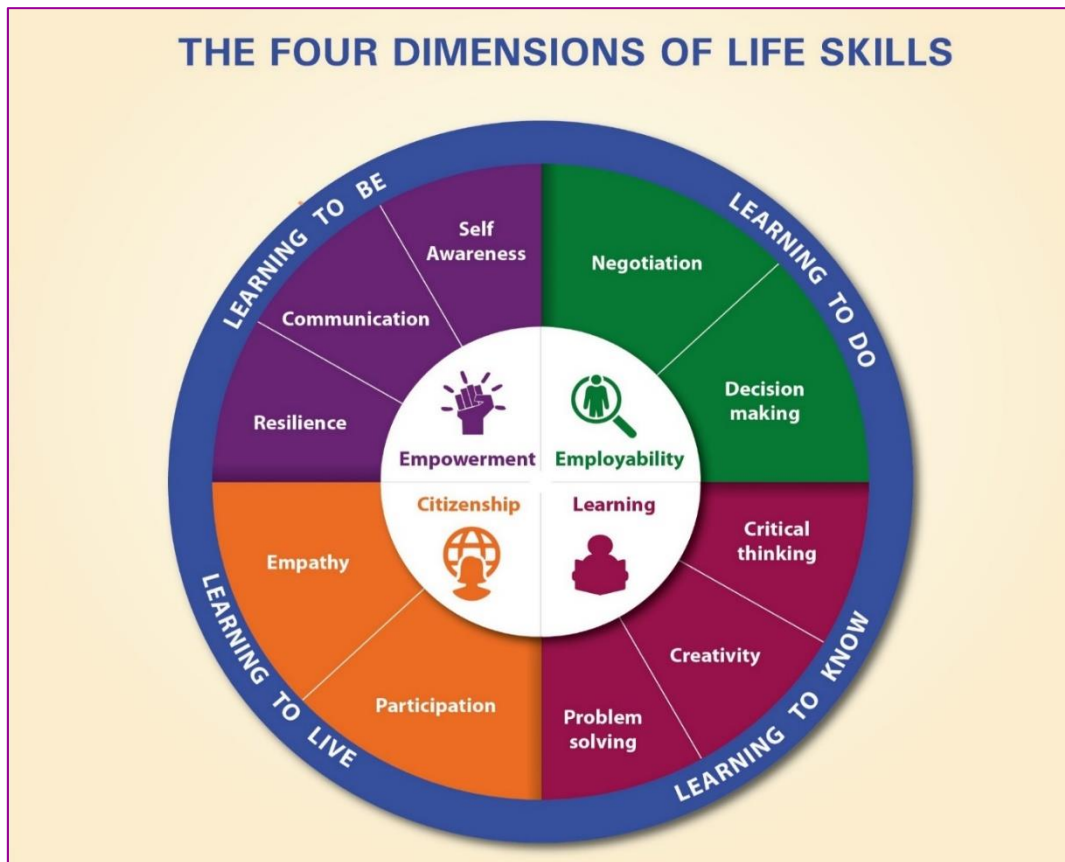 THE FOUR DIMENSIONS OF LIFE SKILLS
LEARNING TO BE
Self
Awareness
Communication
Resilience
Empowerment
LEARNING TO DO
Negotiation
Decision
making
Employability
Citizenship
Empathy
Participation
LEARNING TO LIVE
Learning
Critical
thinking
Creativity
Problem
solving
LEARNING TO KNOW